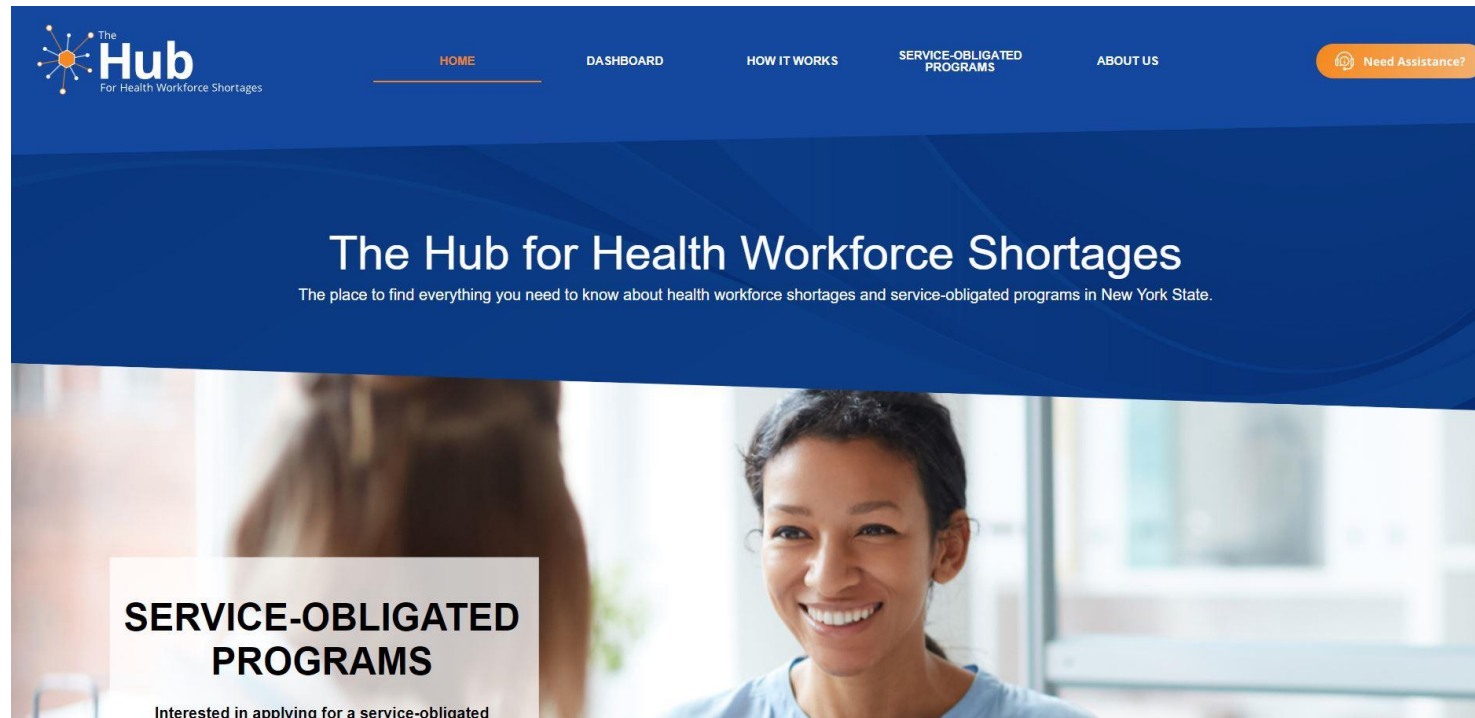 The
Hub
For Health Workforce Shortages
HOME
DASHBOARD
HOW IT WORKS
SERVICE-OBLIGATED
PROGRAMS
ABOUT US
Need Assistance?
The Hub for Health Workforce Shortages
The place to find everything you need to know about health workforce shortages and service-obligated programs in New York State.
SERVICE-OBLIGATED
PROGRAMS
Interested in applying for a service-obligated